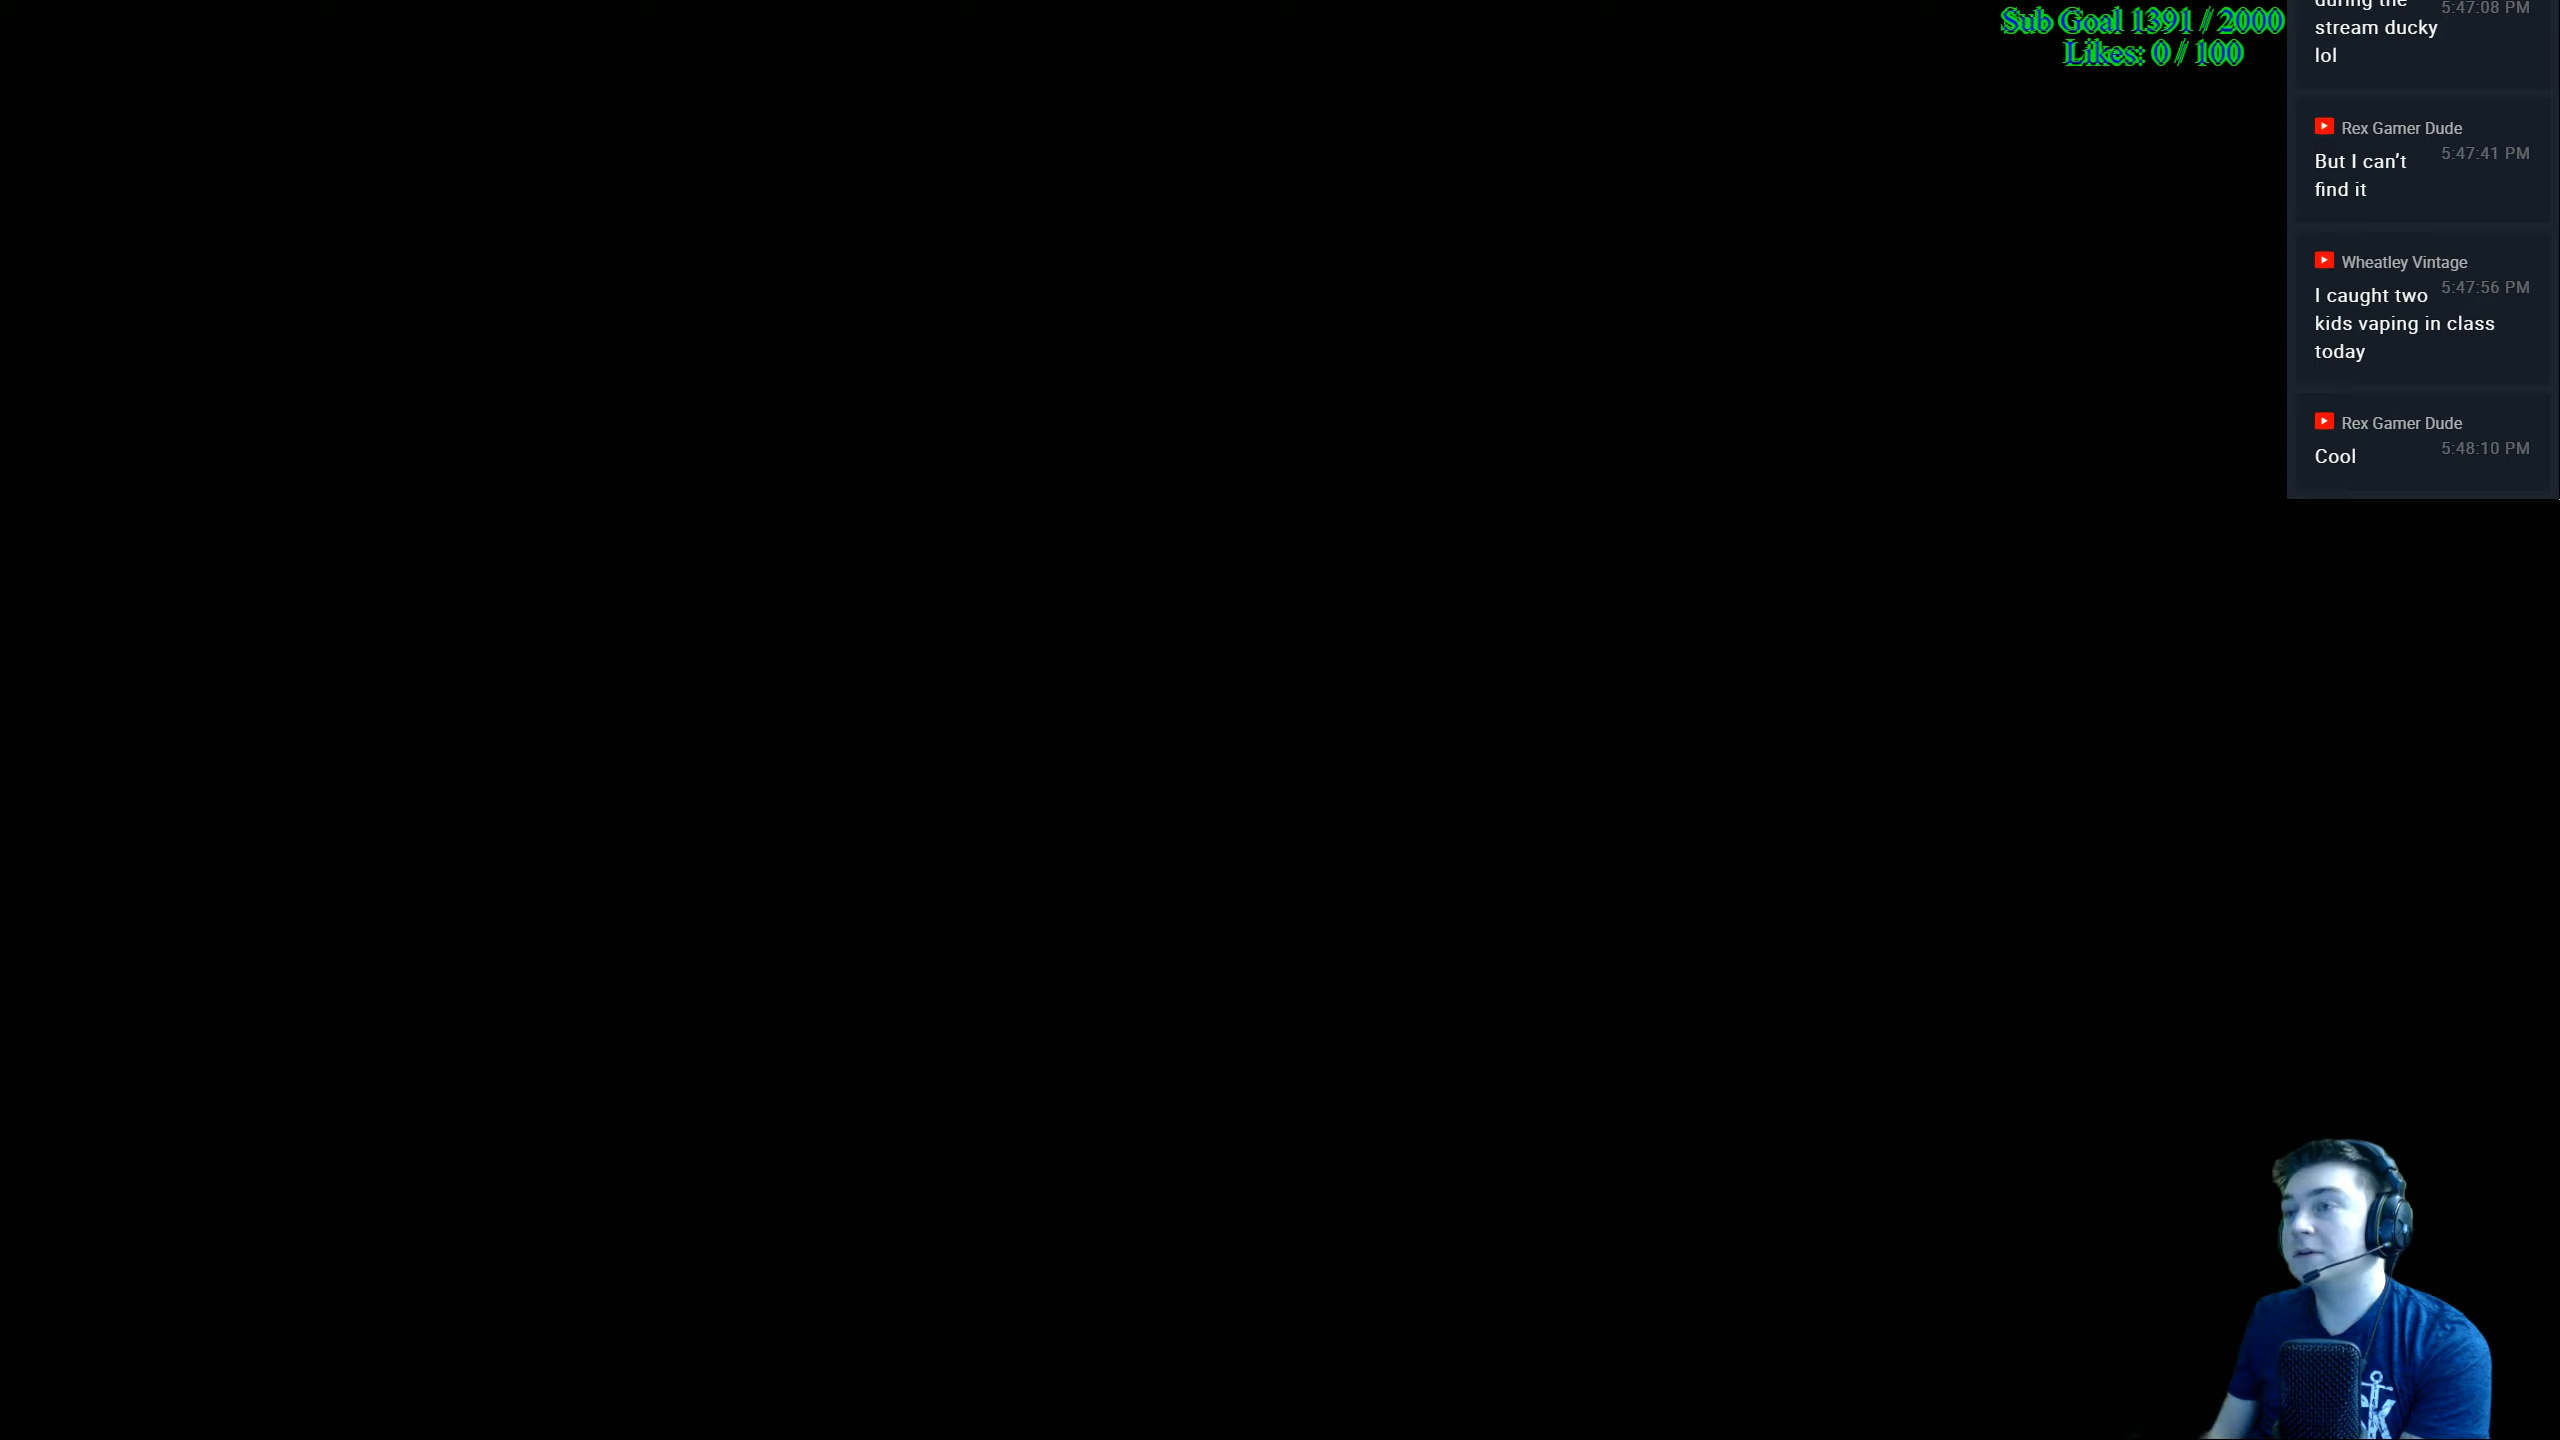 Sub Goal 1391 / 2000
Likes: 0 / 100
during the
5:47:08 PM
stream ducky
lol
Rex Gamer Dude
5:47:41 PM
But I can’t
find it
Wheatley Vintage
5:47:56 PM
I caught two
kids vaping in class
today
Rex Gamer Dude
5:48:10 PM
Cool